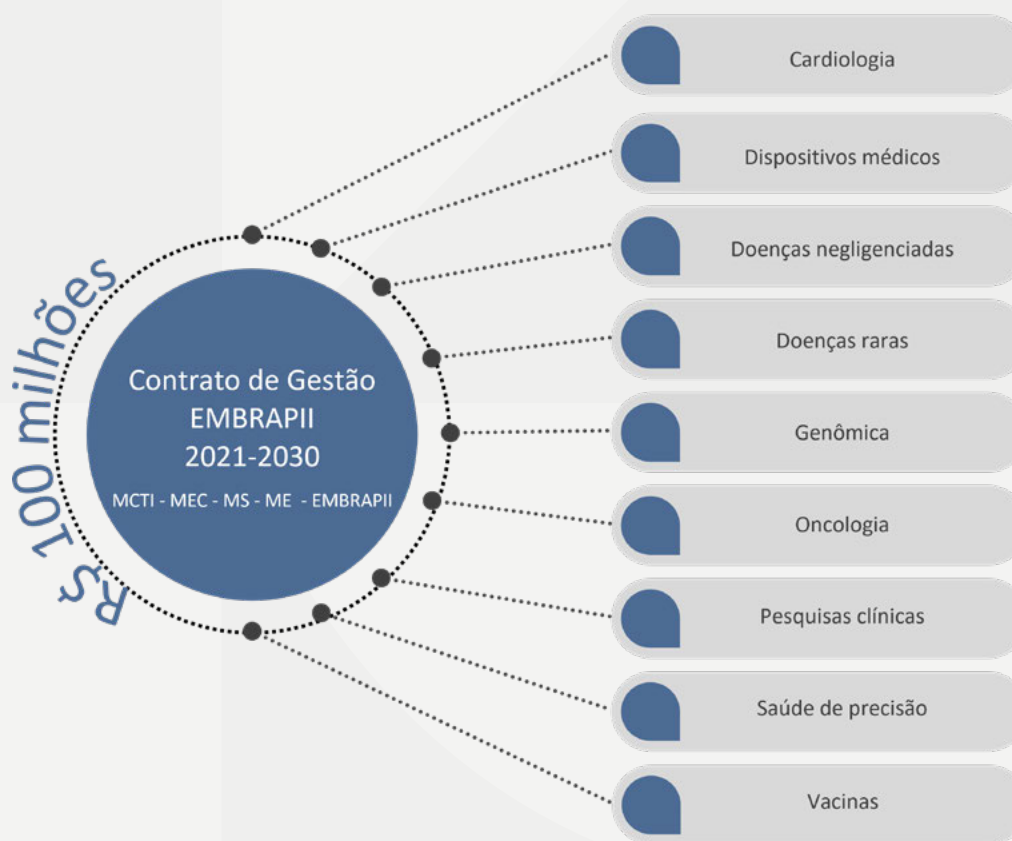 R$ 100 milhões
Contrato de Gestão
EMBRAPII
2021-2030
MCTI - MEC - MS - ME - EMBRAPII
Cardiologia
Dispositivos médicos
Doenças negligenciadas
Doenças raras
Genômica
Oncologia
Pesquisas clínicas
Saúde de precisão
Vacinas